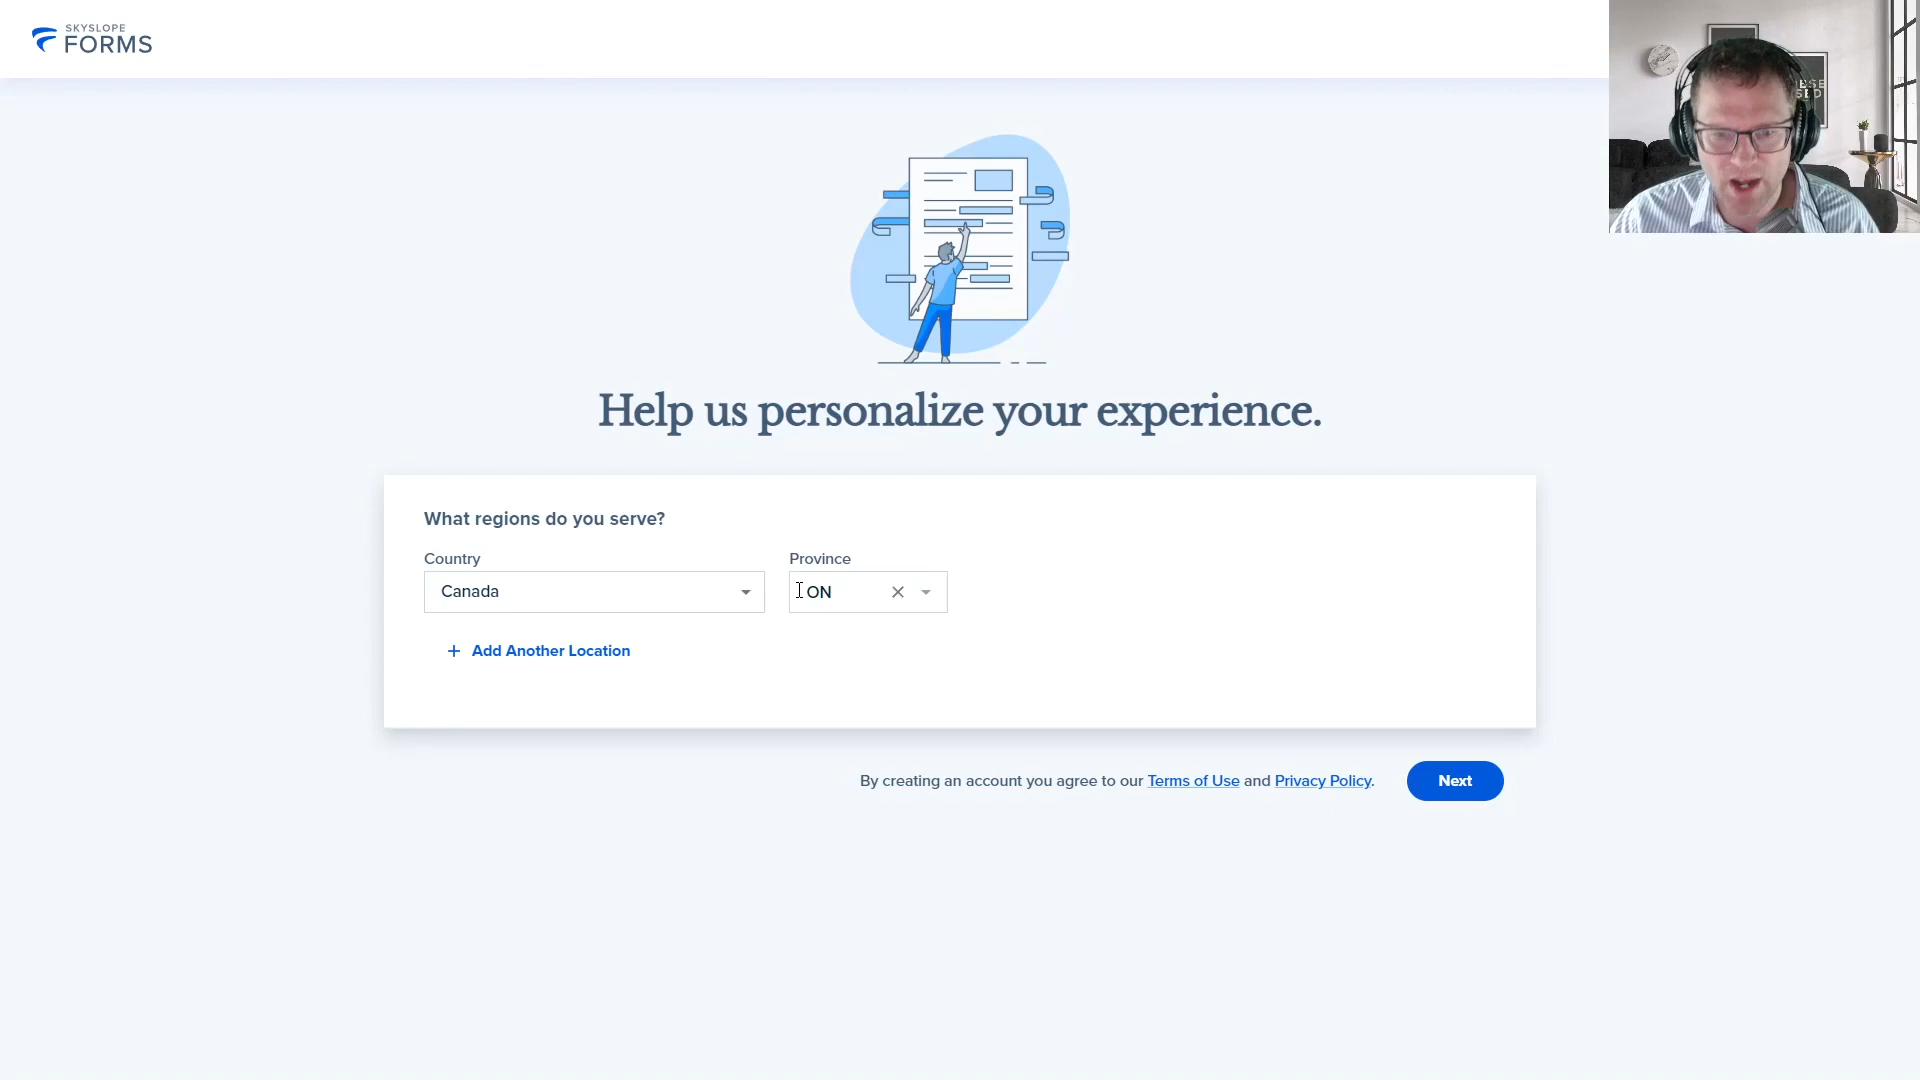 SKYSLOPE
FORMS
Help us personalize your experience.
What regions do you serve?
Country
Province
Canada
ON
+ Add Another Location
By creating an account you agree to our Terms of Use and Privacy Policy.
Next